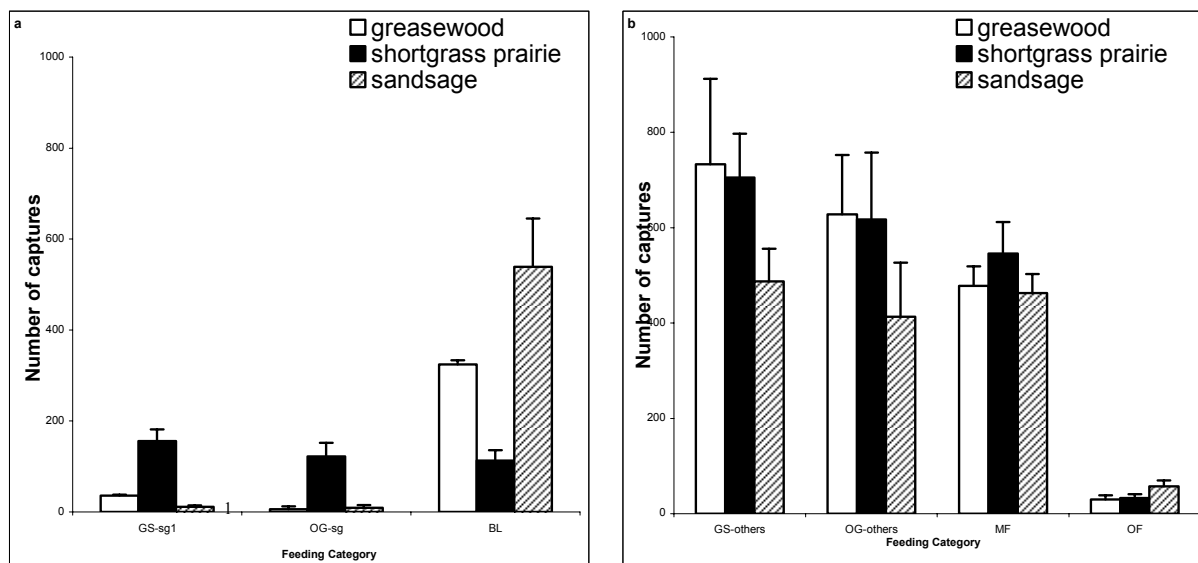 a
greasewood
shortgrass prairie
sandsage
1000
800
600
400
200
0
Number of captures
GS-sg1
1
OG-sg
BL
Feeding Category
b
greasewood
shortgrass prairie
sandsage
1000
800
600
400
200
0
Number of captures
GS-others
OG-others
MF
OF
Feeding Category